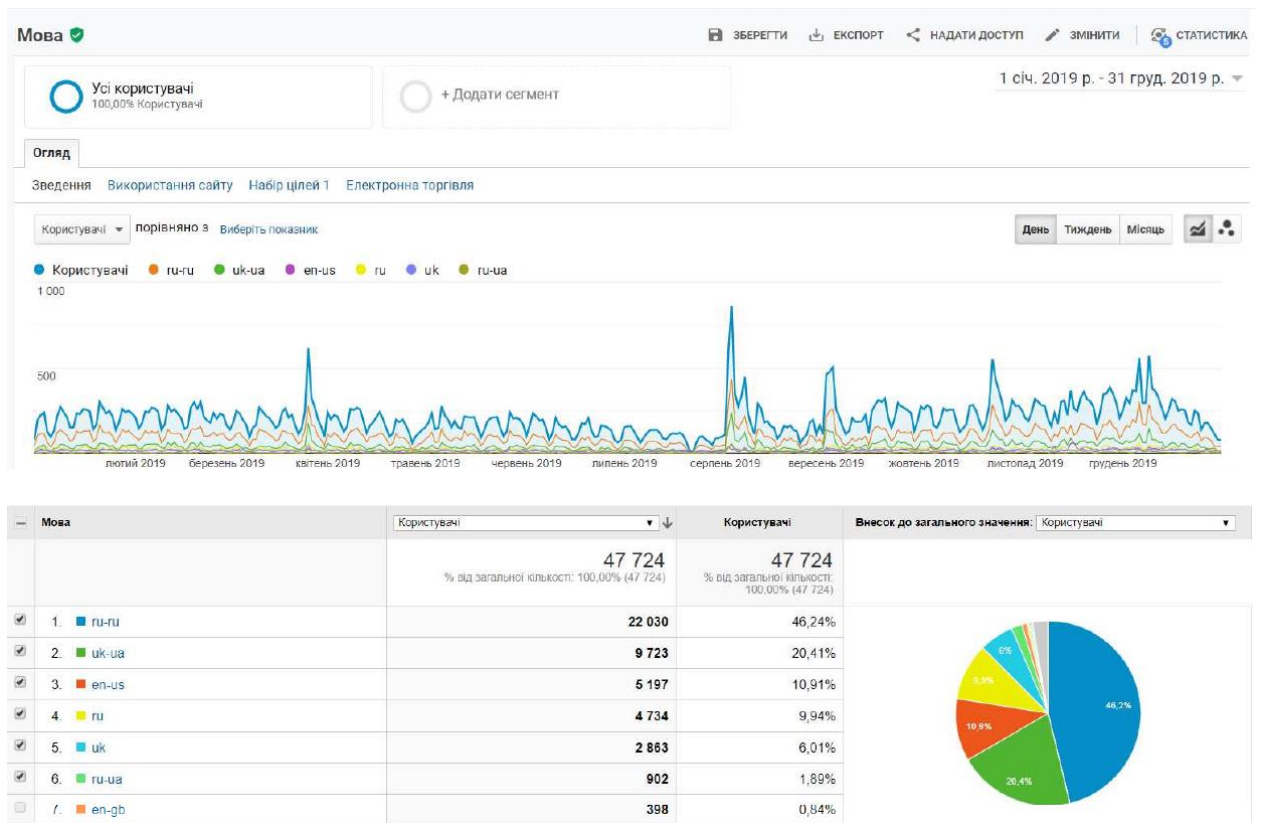 Мова
ЗБЕРЕГТИ ЕКСПОРТ НАДАТИ ДОСТУП ЗМІНИТИ СТАТИСТИКА
Усі користувачі
100,00% Користувачі
+ Додати сегмент
1 січ. 2019 р. - 31 груд. 2019 р.
Огляд
Зведення Використання сайту Набір цілей 1 Електронна торгівля
Користувачі порівняно з Виберіть показник
День Тиждень Місяць
Користувачі ru-ru uk-ua en-us ru uk ru-ua
1 000
500
лютий 2019 березень 2019 квітень 2019 травень 2019 червень 2019 липень 2019 серпень 2019 вересень 2019 жовтень 2019 листопад 2019 грудень 2019
Мова Користувачі Користувачі Внесок до загального значення: Користувачі
47 724 47 724
% від загальної кількості: 100,00% (47 724) % від загальної кількості:
100,00% (47 724)
1. ru-ru 22 030 46,24%
2. uk-ua 9 723 20,41%
3. en-us 5 197 10,91%
4. ru 4 734 9,94%
5. uk 2 863 6,01%
6. ru-ua 902 1,89%
7. en-gb 398 0,84%
6%
9,9%
46,2%
10,9%
20,4%